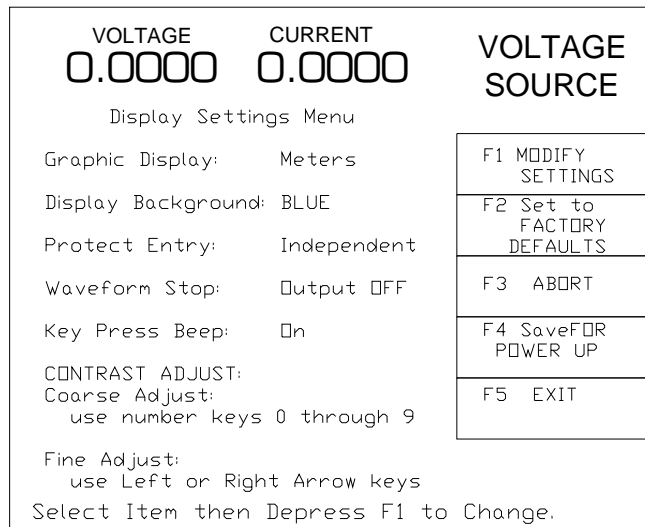 VOLTAGE CURRENT
0.0000 0.0000
VOLTAGE
SOURCE
Display Settings Menu
Graphic Display: Meters
Display Background: BLUE
Protect Entry: Independent
Waveform Stop: Output OFF
Key Press Beep: On
CONTRAST ADJUST:
Coarse Adjust:
use number keys 0 through 9
Fine Adjust:
use Left or Right Arrow keys
Select Item then Depress F1 to Change.
F1 MODIFY
SETTINGS
F2 Set to
FACTORY
DEFAULTS
F3 ABORT
F4 SaveFOR
POWER UP
F5 EXIT